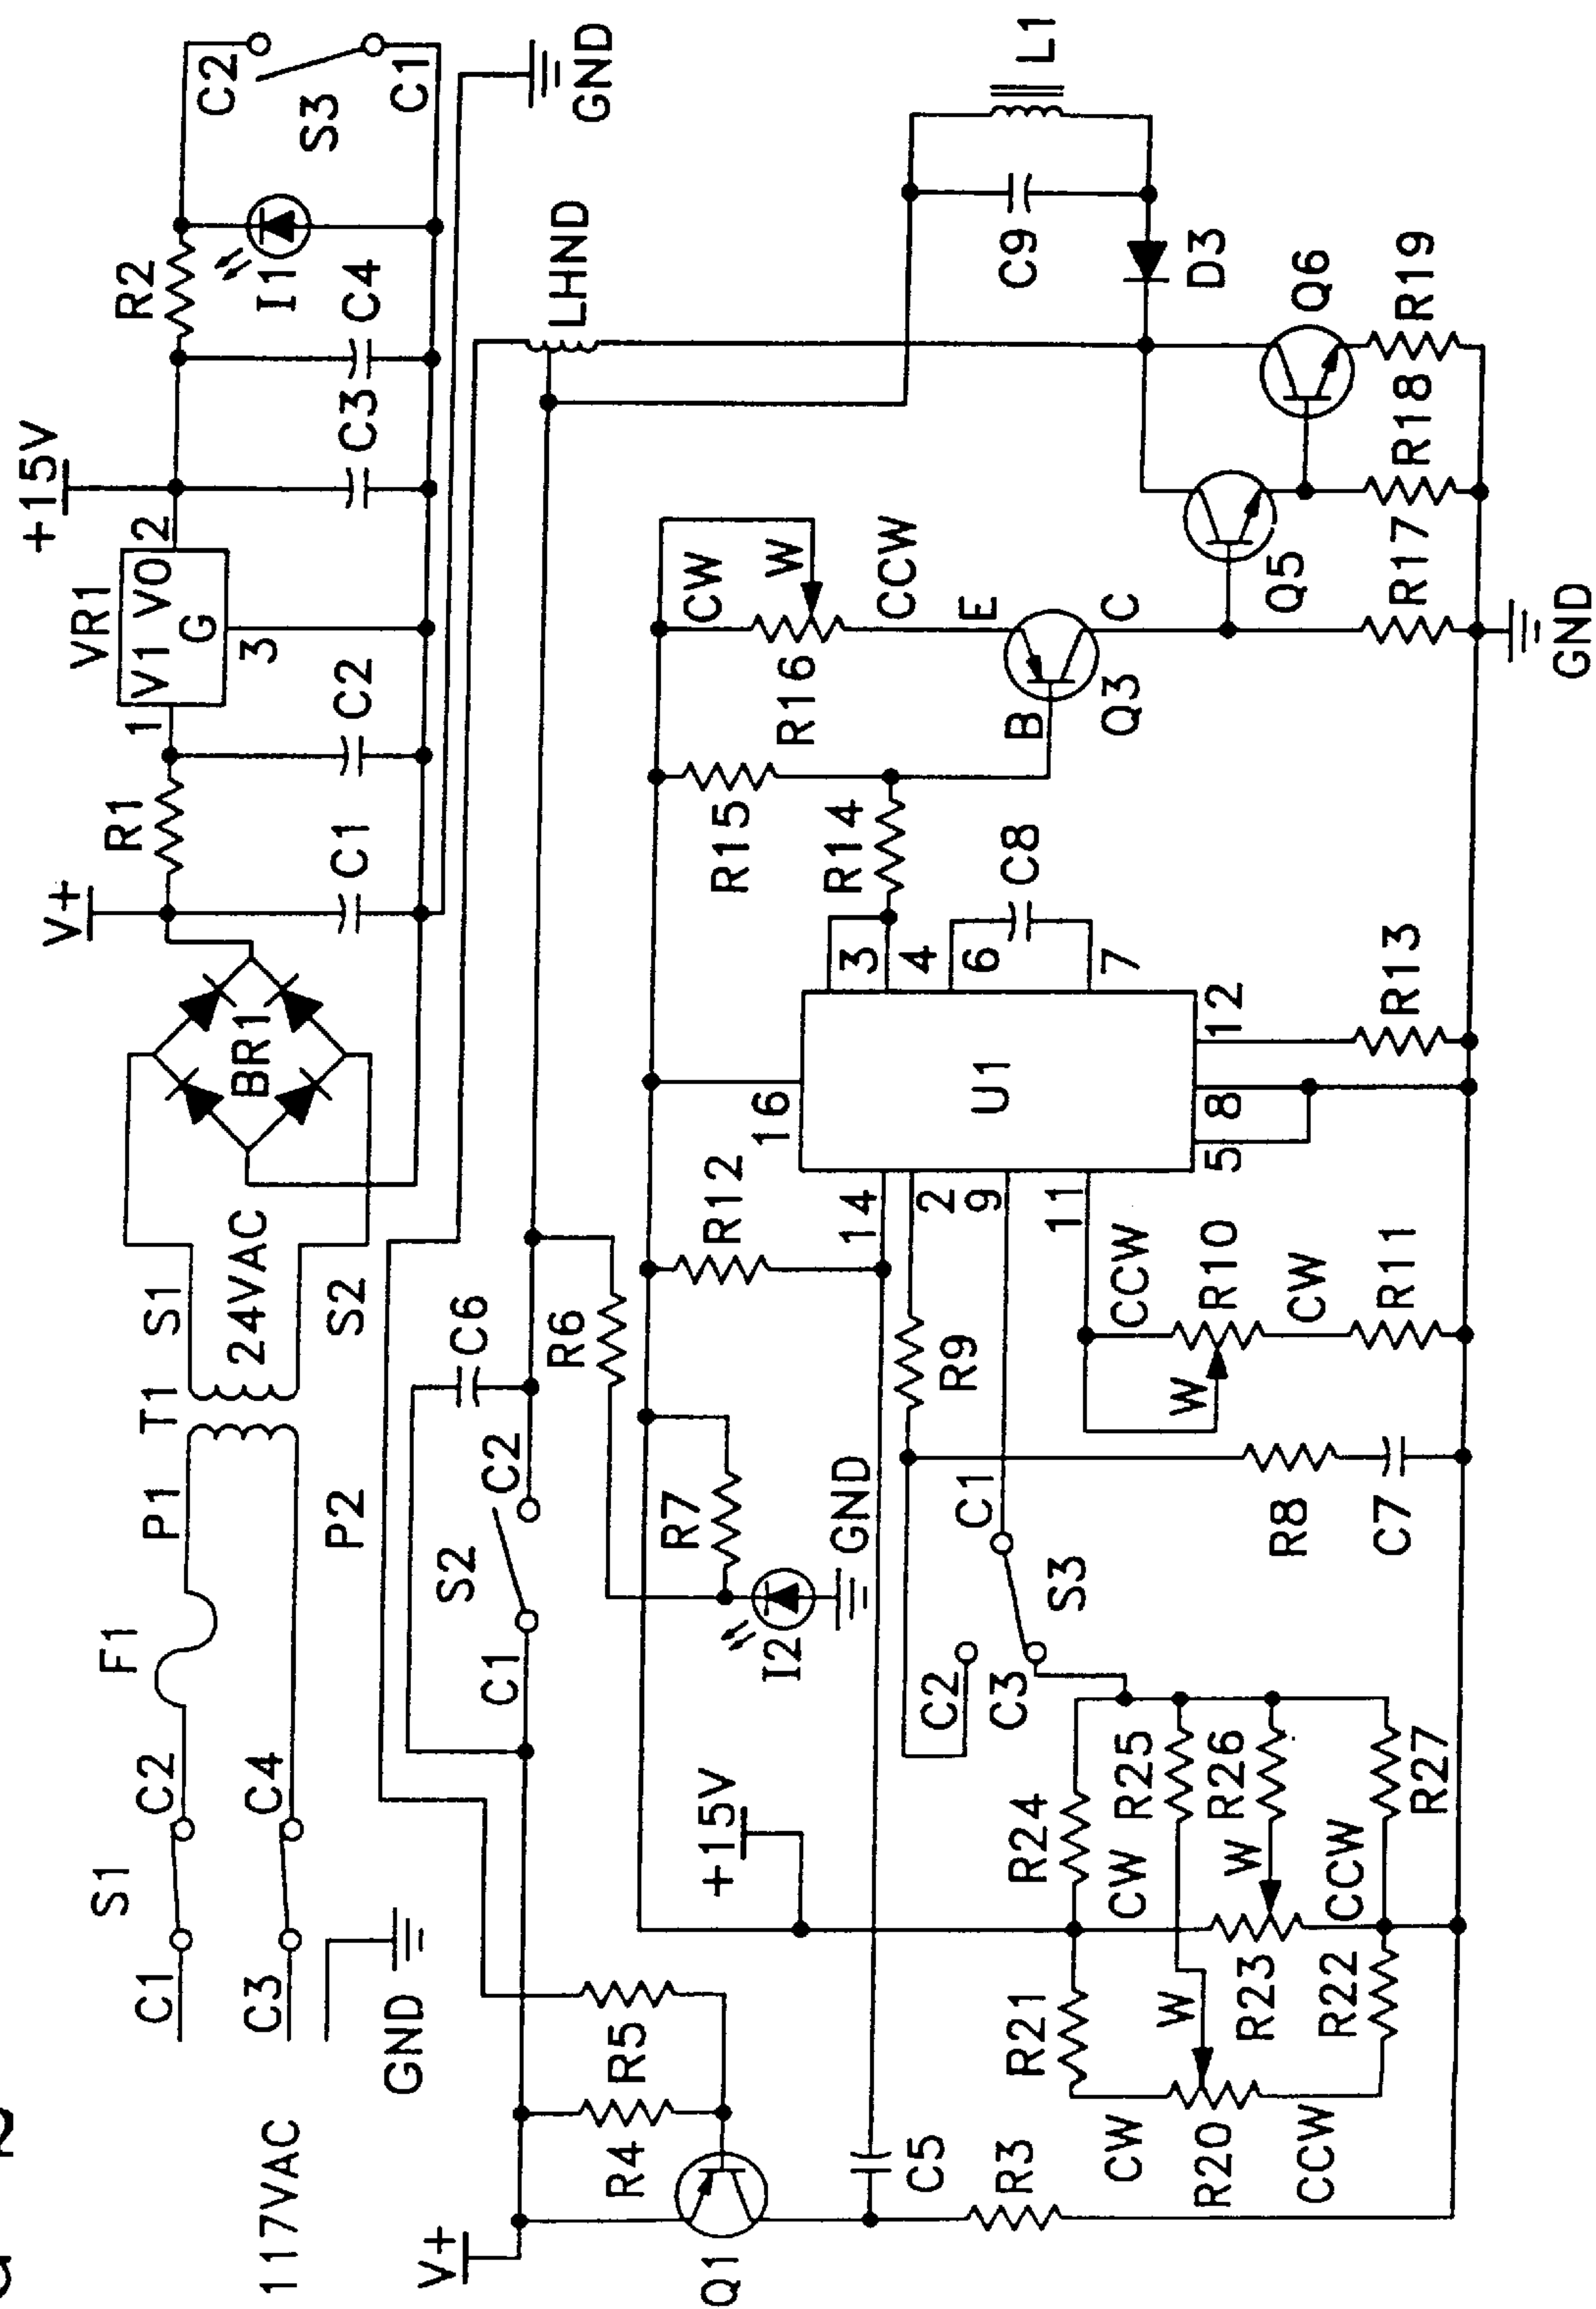 117VAC
C1
S1
C2
F1
P1
T1
S1
24VAC
S2
P2
C3
C4
GND
BR1
V+
R1
C1
1
VR1
V1 VO
G
2
3
C2
+15V
C3
C4
R2
I1
C2
S3
C1
GND
V+
Q1
R4
R5
C1
S2
C2
C6
R6
R7
I2
GND
LHND
L1
C9
D3
+15V
C5
R3
R12
14
2
9
11
16
U1
3
4
6
7
5
8
12
R9
C1
S3
C2
C3
CCW
R10
W
CW
R11
R8
C7
R13
C8
R14
R15
R16
CW
W
CCW
E
B
C
Q3
Q5
Q6
R17
R18
R19
GND
R21
R24
CW
R25
R26
W
W
R23
CCW
R27
R22
CW
R20
CCW